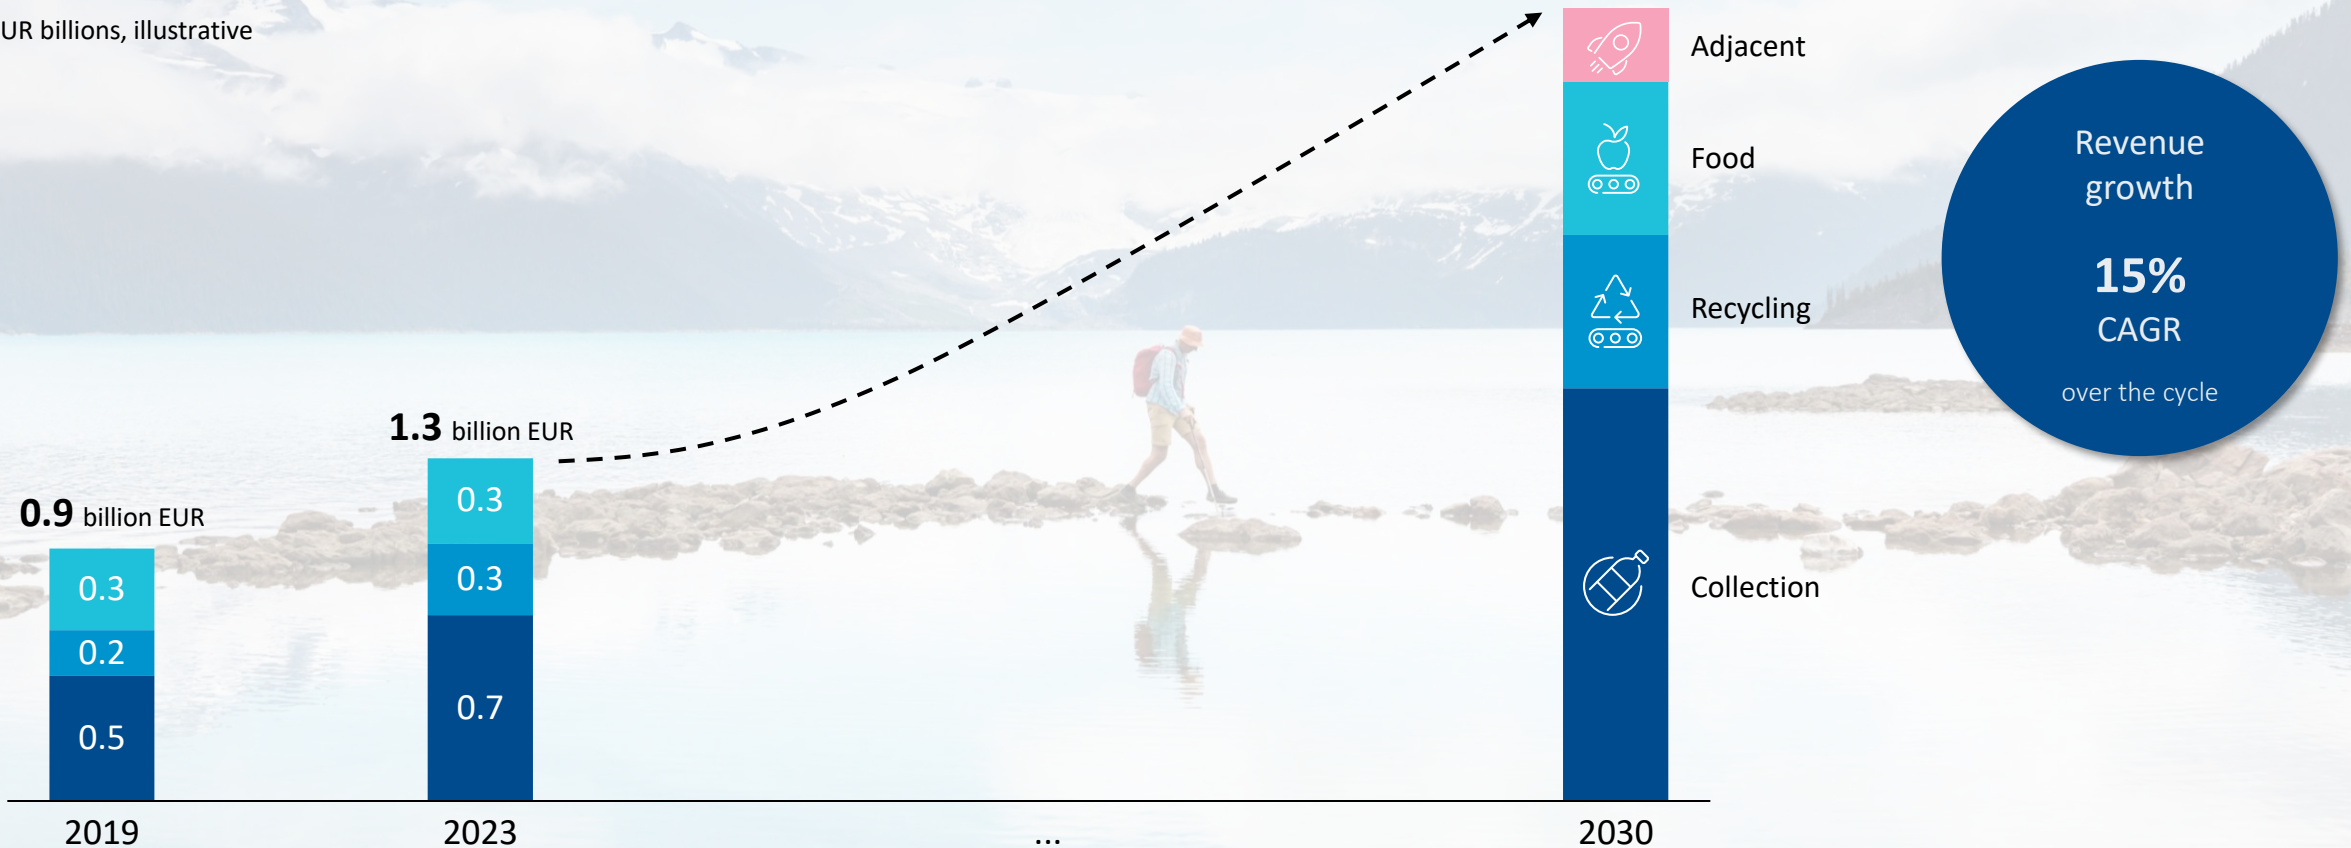 UR billions, illustrative
Adjacent
Food
Recycling
Collection
Revenue
growth
15%
CAGR
over the cycle
1.3 billion EUR
0.3
0.3
0.7
0.9 billion EUR
0.3
0.2
0.5
2019
2023
...
2030